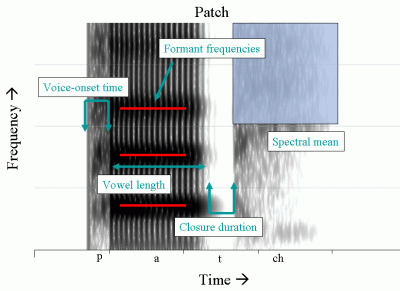 Patch
Formant frequencies
Voice-onset time
Frequency →
Spectral mean
Vowel length
Closure duration
p a t ch
Time →